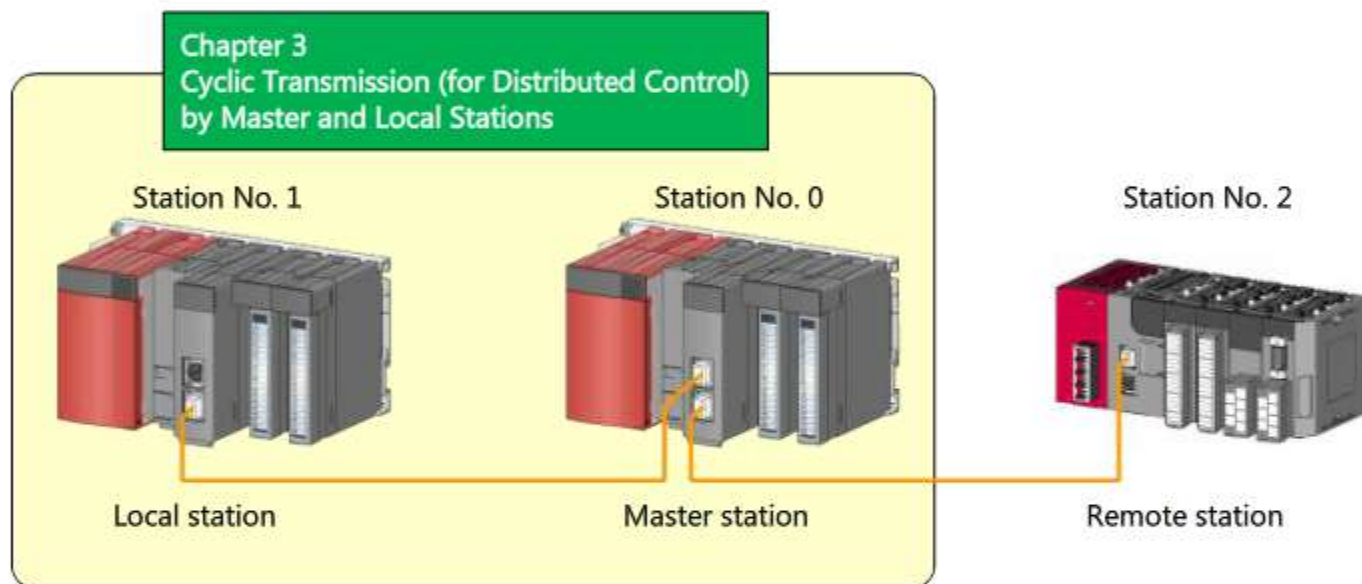 Chapter 3
Cyclic Transmission (for Distributed Control)
by Master and Local Stations
Station No. 1
Station No. 0
Station No. 2
Local station
Master station
Remote station